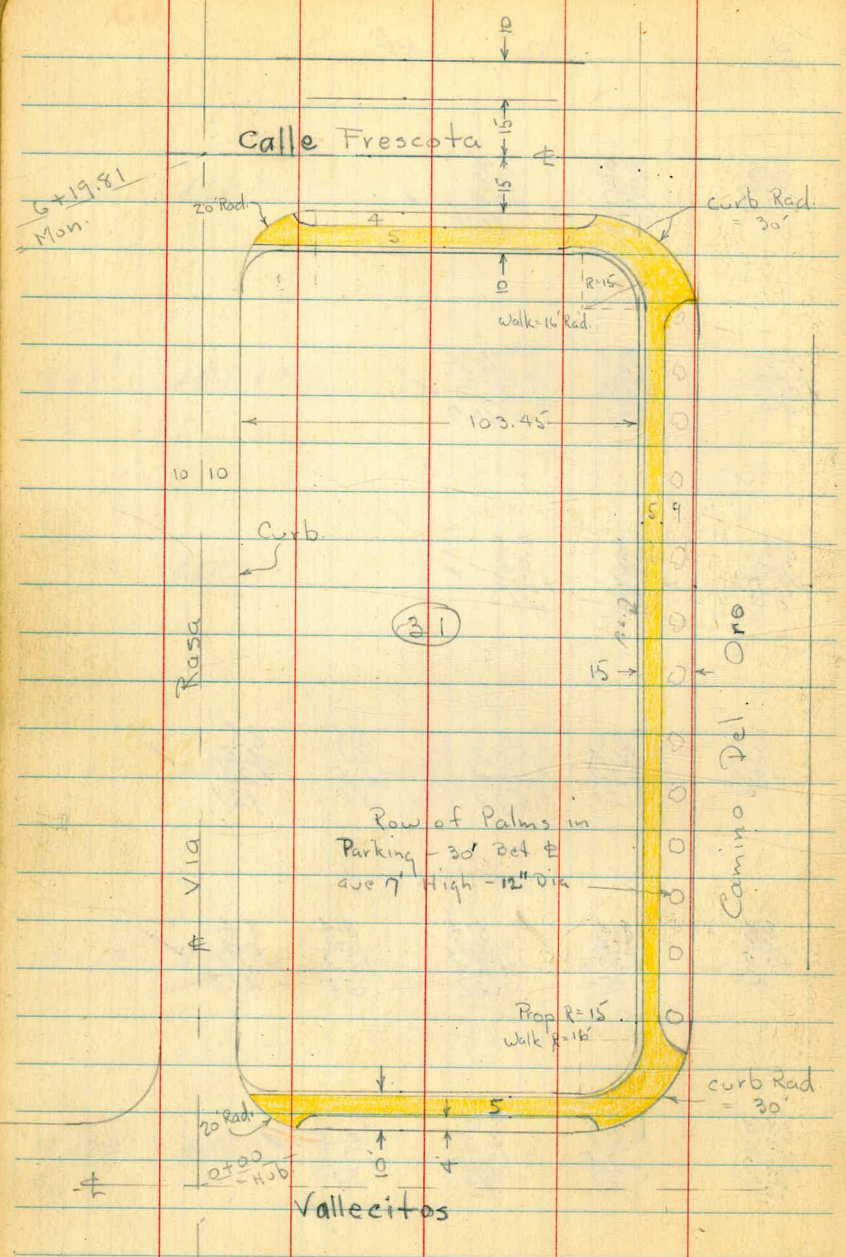 10
15
Calle Frescota ℄
15
6+19.81
= Mon.
20' Rad.
4
5
curb Rad.
= 30'
10
R=15
Walk=16' Rad.
103.45
10 | 10
5 9
Curb.
31
Rasa
15
Camino Del Oro
Row of Palms in
Parking - 30' Bet ℄
ave 7' High - 12" Dia
Via
℄
Prop R=15
Walk R=16'
curb Rad
= 30'
5
20' Rad.
10
4
0+00
= Hub
℄
Vallecitos